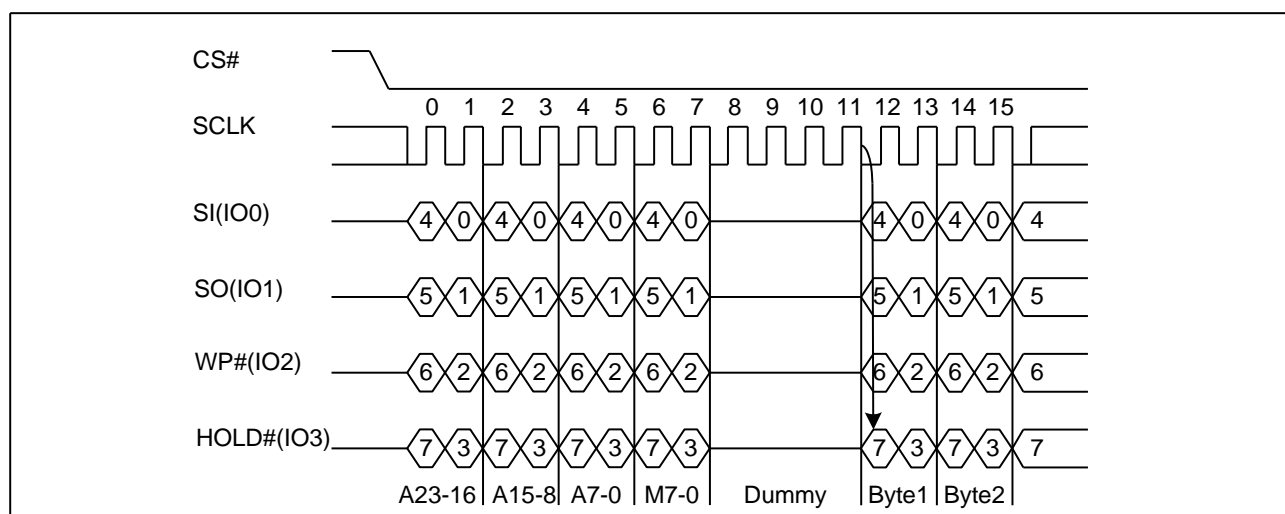 CS#
0 1 2 3 4 5 6 7 8 9 10 11 12 13 14 15
SCLK
SI(IO0) 4 0 4 0 4 0 4 0 4 0 4 0 4
SO(IO1) 5 1 5 1 5 1 5 1 5 1 5 1 5
WP#(IO2) 6 2 6 2 6 2 6 2 6 2 6 2 6
HOLD#(IO3) 7 3 7 3 7 3 7 3 7 3 7 3 7
A23-16 A15-8 A7-0 M7-0 Dummy Byte1 Byte2